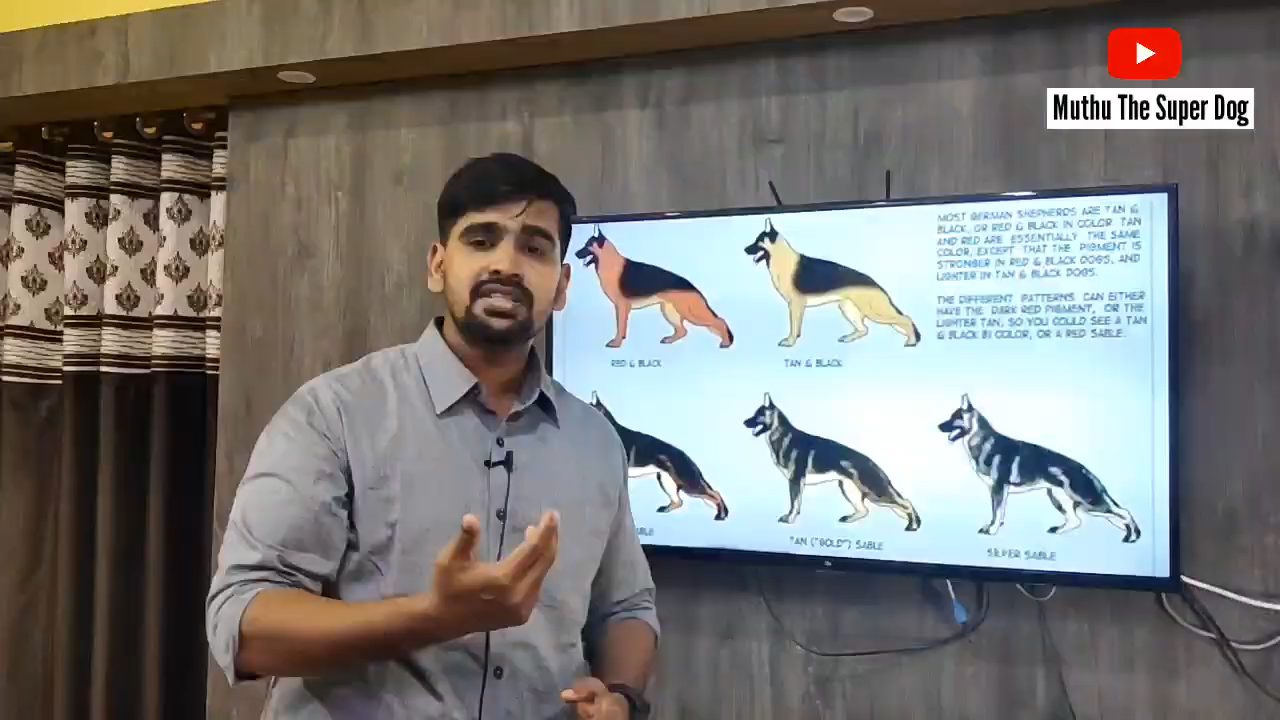 Muthu The Super Dog
MOST GERMAN SHEPHERDS ARE TAN &
BLACK, OR RED & BLACK IN COLOR. TAN
AND RED ARE ESSENTIALLY THE SAME
COLOR, EXCEPT THAT THE PIGMENT IS
STRONGER IN RED & BLACK DOGS, AND
LIGHTER IN TAN & BLACK DOGS.
THE DIFFERENT PATTERNS CAN EITHER
HAVE THE DARK RED PIGMENT, OR THE
LIGHTER TAN, SO YOU COULD SEE A TAN
& BLACK BI COLOR, OR A RED SABLE.
RED & BLACK
TAN & BLACK
TAN ("GOLD") SABLE
SILVER SABLE